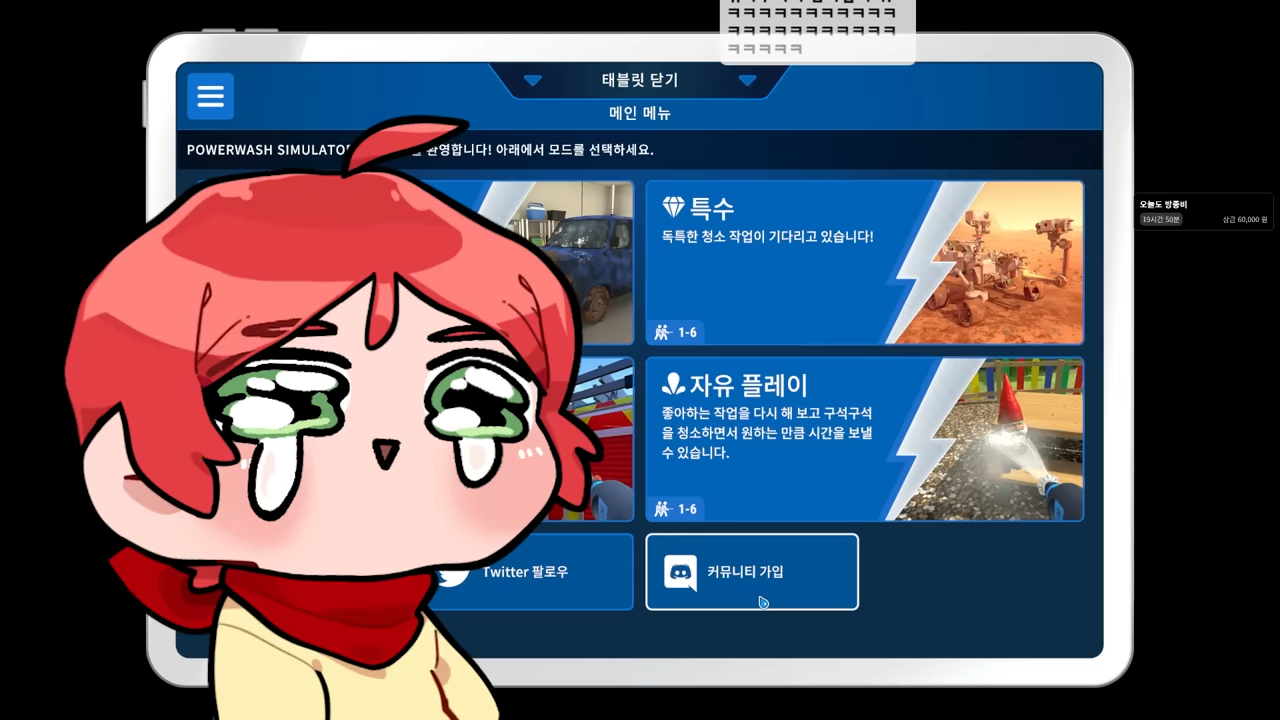 ㅋㅋㅋㅋㅋㅋㅋㅋㅋㅋㅋ
ㅋㅋㅋㅋㅋㅋㅋㅋㅋㅋㅋ
ㅋㅋㅋㅋㅋ
태블릿 닫기
메인 메뉴
POWERWASH SIMULATOR 환영합니다! 아래에서 모드를 선택하세요.
특수
독특한 청소 작업이 기다리고 있습니다!
1-6
오늘도 방종비
19시간 50분 상금 60,000 원
자유 플레이
좋아하는 작업을 다시 해 보고 구석구석
을 청소하면서 원하는 만큼 시간을 보낼
수 있습니다.
1-6
Twitter 팔로우
커뮤니티 가입